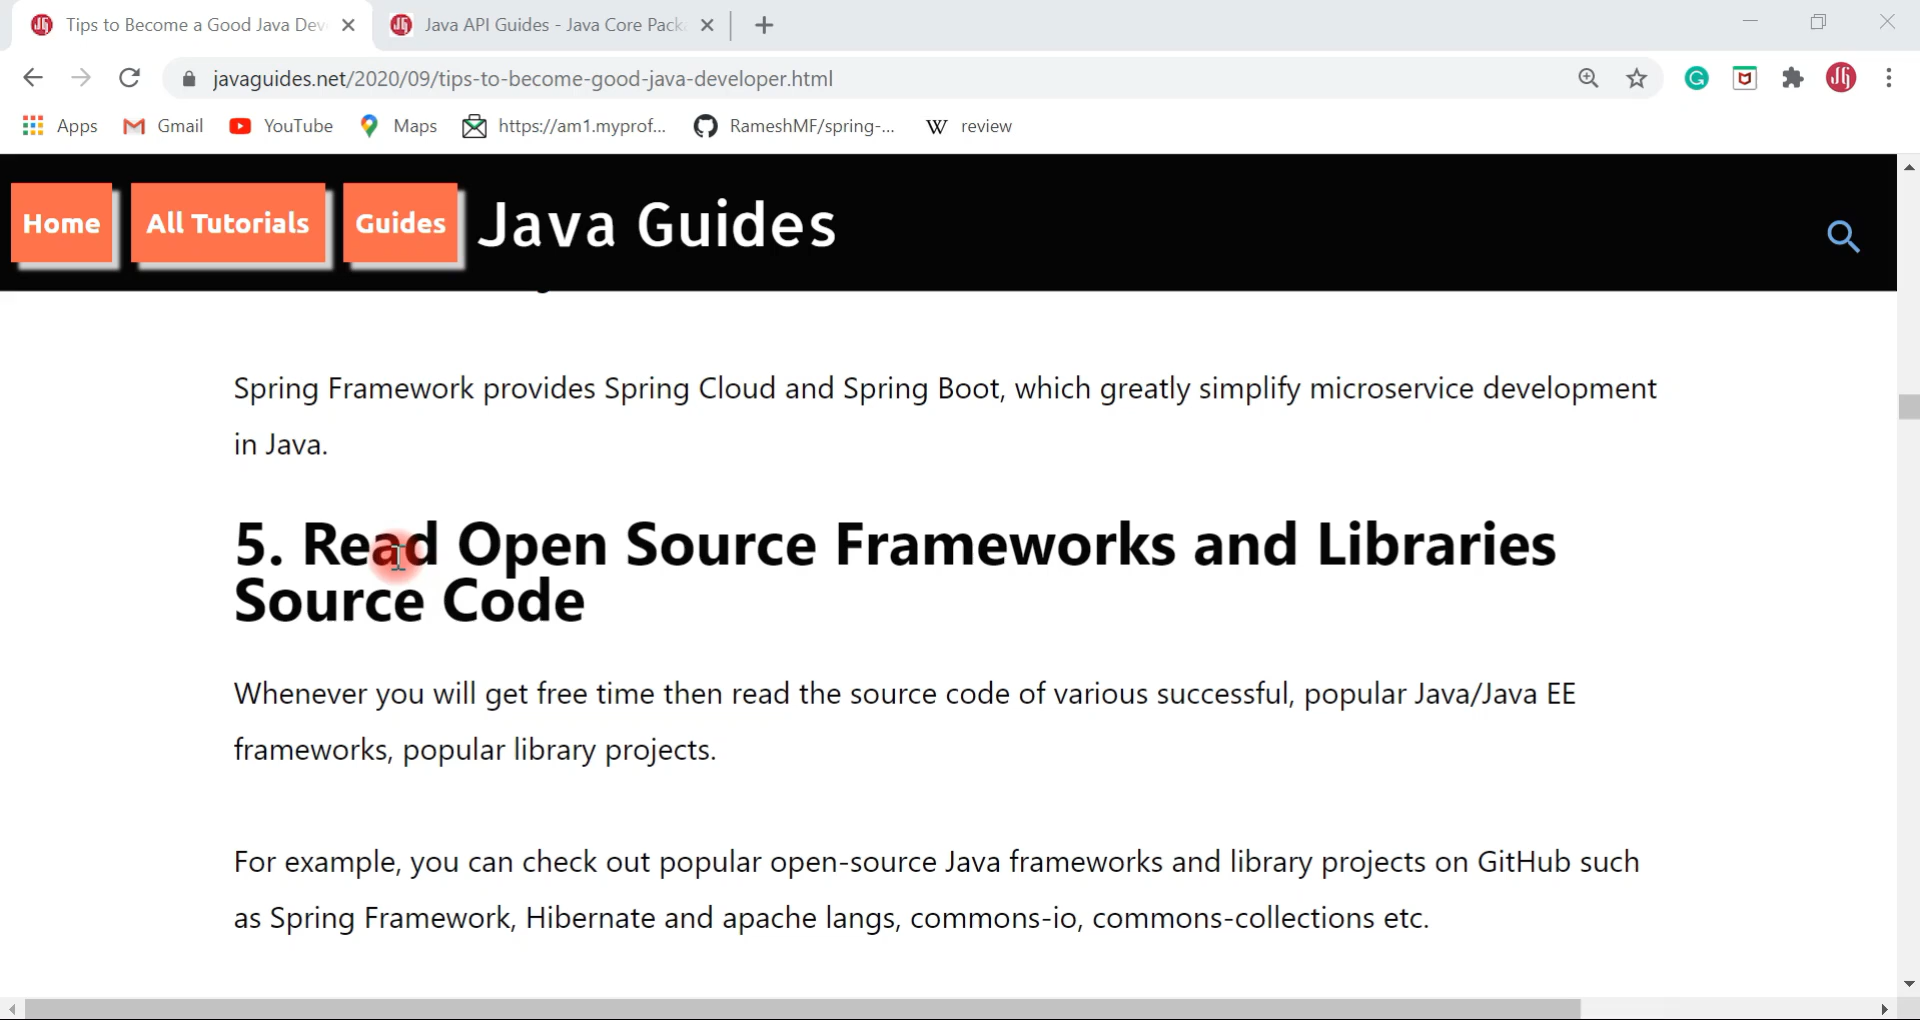 Tips to Become a Good Java Dev
Java API Guides - Java Core Pack
javaguides.net/2020/09/tips-to-become-good-java-developer.html
Apps
Gmail
YouTube
Maps
https://am1.myprof...
RameshMF/spring-...
W review
Home
All Tutorials
Guides
Java Guides
Spring Framework provides Spring Cloud and Spring Boot, which greatly simplify microservice development
in Java.
5. Read Open Source Frameworks and Libraries
Source Code
Whenever you will get free time then read the source code of various successful, popular Java/Java EE
frameworks, popular library projects.
For example, you can check out popular open-source Java frameworks and library projects on GitHub such
as Spring Framework, Hibernate and apache langs, commons-io, commons-collections etc.